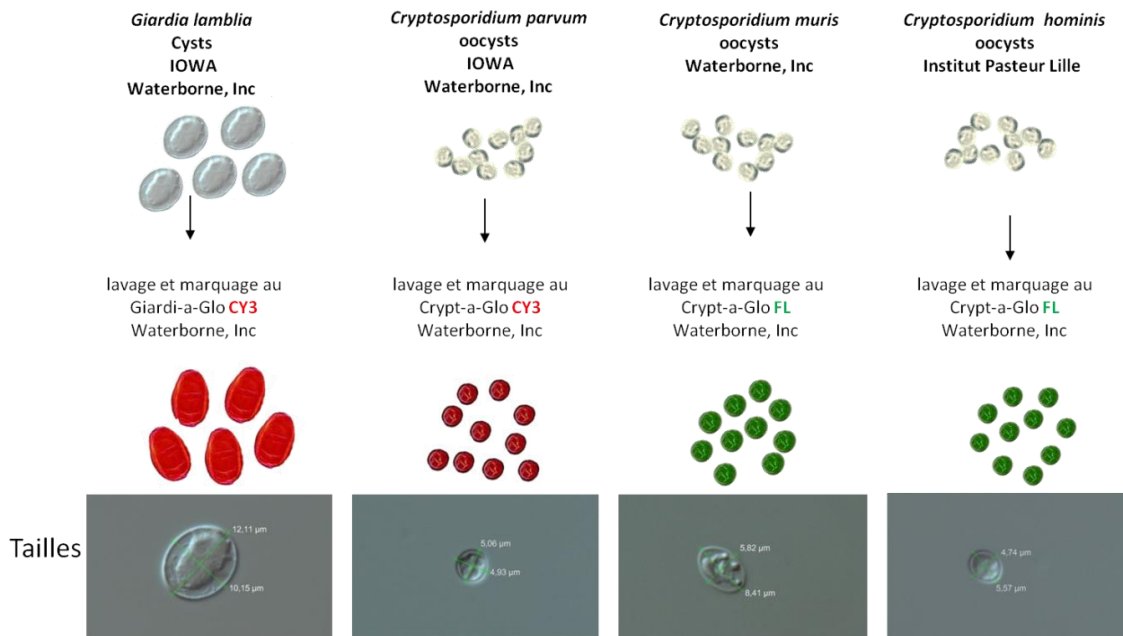 Giardia lamblia
Cysts
IOWA
Waterborne, Inc
Cryptosporidium parvum
oocysts
IOWA
Waterborne, Inc
Cryptosporidium muris
oocysts
Waterborne, Inc
Cryptosporidium hominis
oocysts
Institut Pasteur Lille
lavage et marquage au
Giardi-a-Glo CY3
Waterborne, Inc
lavage et marquage au
Crypt-a-Glo CY3
Waterborne, Inc
lavage et marquage au
Crypt-a-Glo FL
Waterborne, Inc
lavage et marquage au
Crypt-a-Glo FL
Waterborne, Inc
Tailles
12,11 µm
10,15 µm
5,06 µm
4,93 µm
5,82 µm
8,41 µm
4,74 µm
5,57 µm